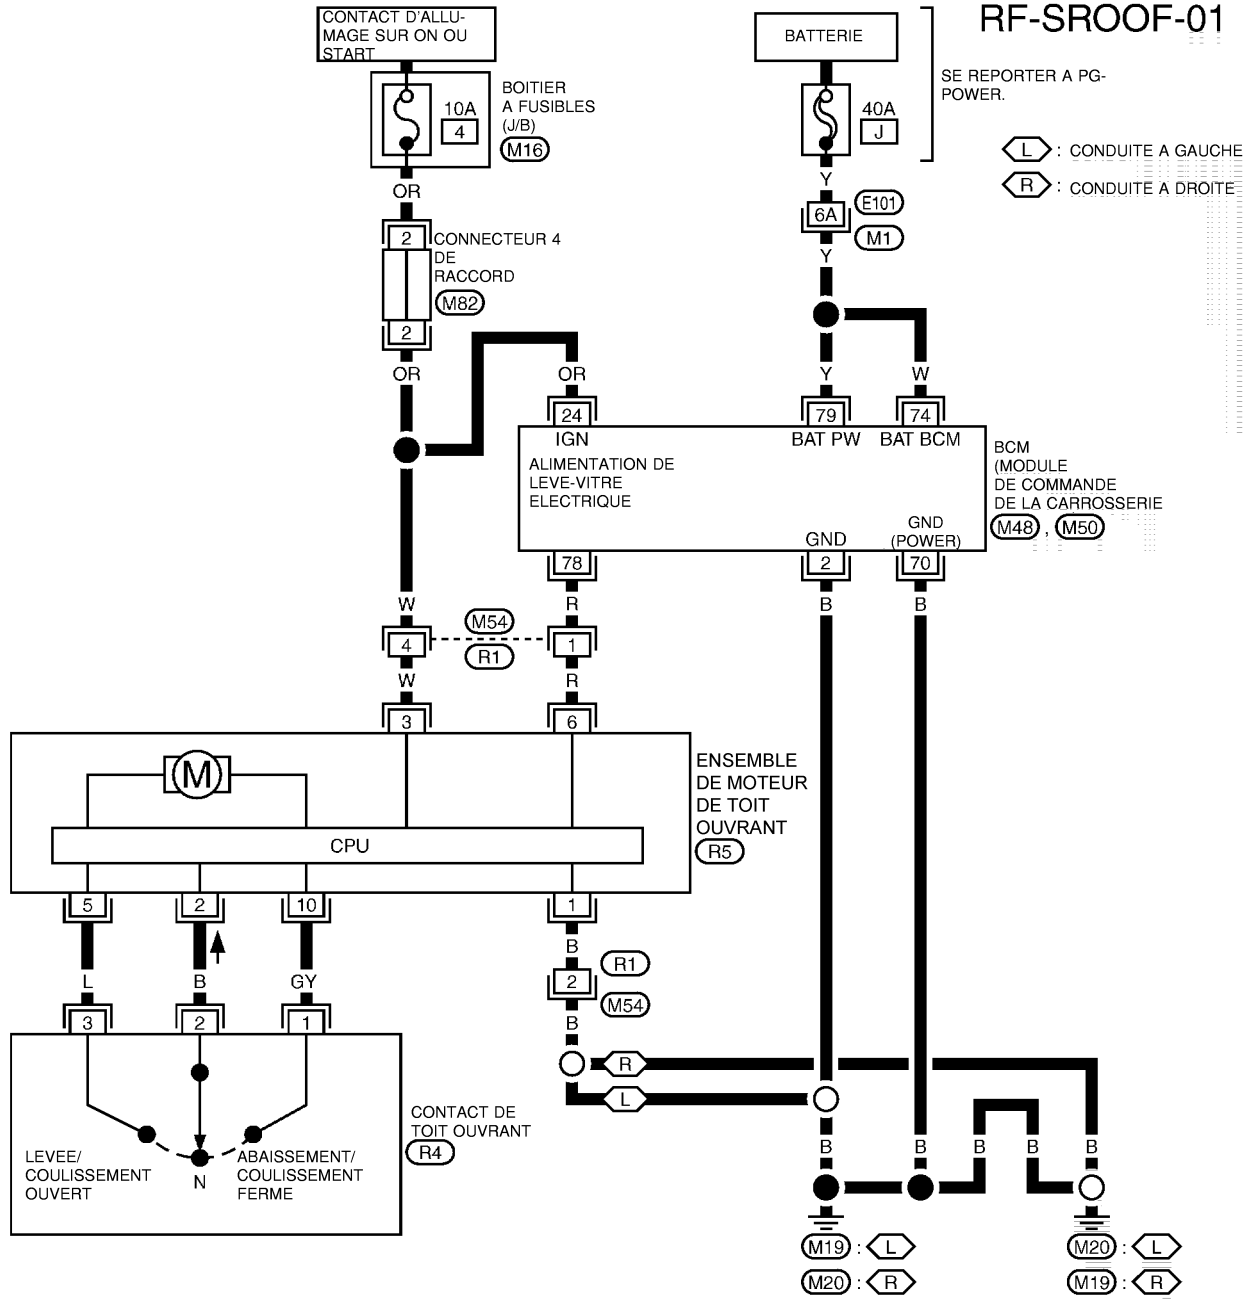 RF-SROOF-01
CONTACT D'ALLU-
MAGE SUR ON OU
START
BATTERIE
SE REPORTER A PG-
POWER.
10A
4
BOITIER
A FUSIBLES
(J/B)
M16
40A
J
L : CONDUITE A GAUCHE
R : CONDUITE A DROITE
OR
Y
6A
E101
M1
2
CONNECTEUR 4
DE
RACCORD
M82
Y
2
OR
OR
Y
W
24
79
74
IGN
BAT PW
BAT BCM
ALIMENTATION DE
LEVE-VITRE
ELECTRIQUE
BCM
(MODULE
DE COMMANDE
DE LA CARROSSERIE
M48 , M50
GND
GND
(POWER)
78
2
70
W
R
B
B
M54
4
1
R1
W
R
3
6
M
CPU
ENSEMBLE
DE MOTEUR
DE TOIT
OUVRANT
R5
5
2
10
1
B
R1
L
B
GY
2
M54
3
2
1
B
R
L
CONTACT DE
TOIT OUVRANT
R4
LEVEE/
COULISSEMENT
OUVERT
N
ABAISSEMENT/
COULISSEMENT
FERME
B
B
B
B
B
M19 : L
M20 : L
M20 : R
M19 : R